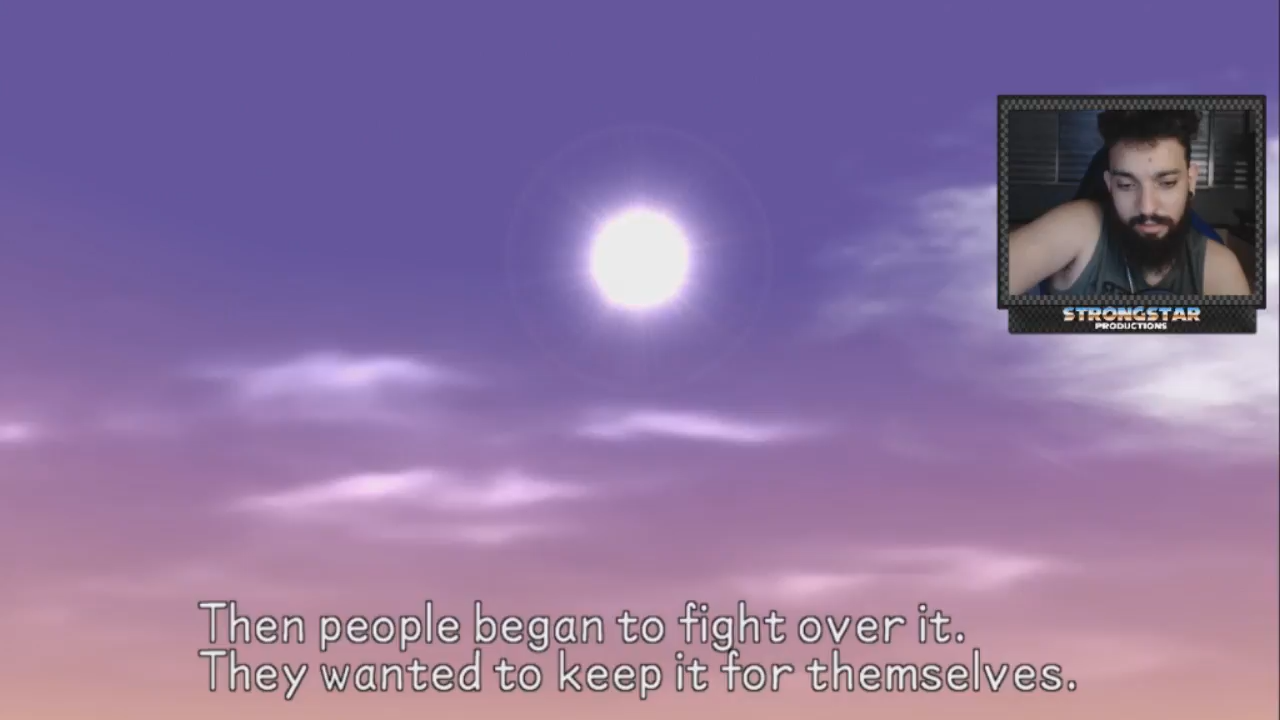 STRONGSTAR
PRODUCTIONS
Then people began to fight over it.
They wanted to keep it for themselves.